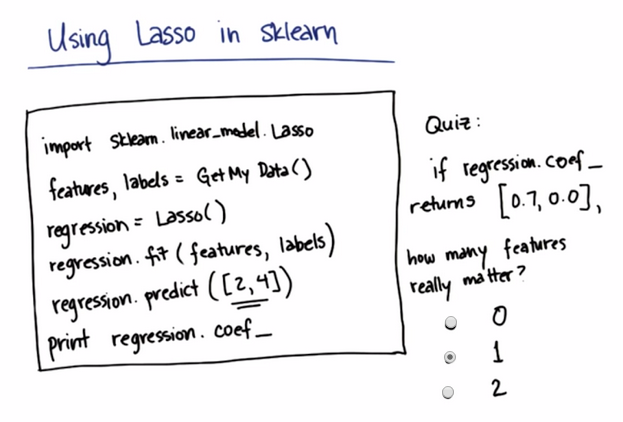 Using Lasso in sklearn
import sklearn.linear_model.Lasso
features, labels = GetMyData()
regression = Lasso()
regression.fit(features, labels)
regression.predict([2,4])
print regression.coef_
Quiz:
if regression.coef_
returns [0.7, 0.0],
how many features
really matter?
0
1
2